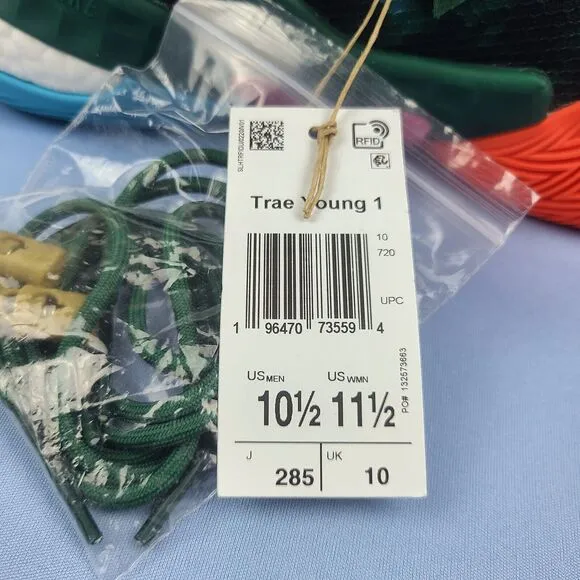 SLHTRFIDU0220V01
RFID
Trae Young 1
10
720
UPC
1 96470 73559 4
US MEN US WMN
10½ 11½
PO# 132573663
J 285 UK 10